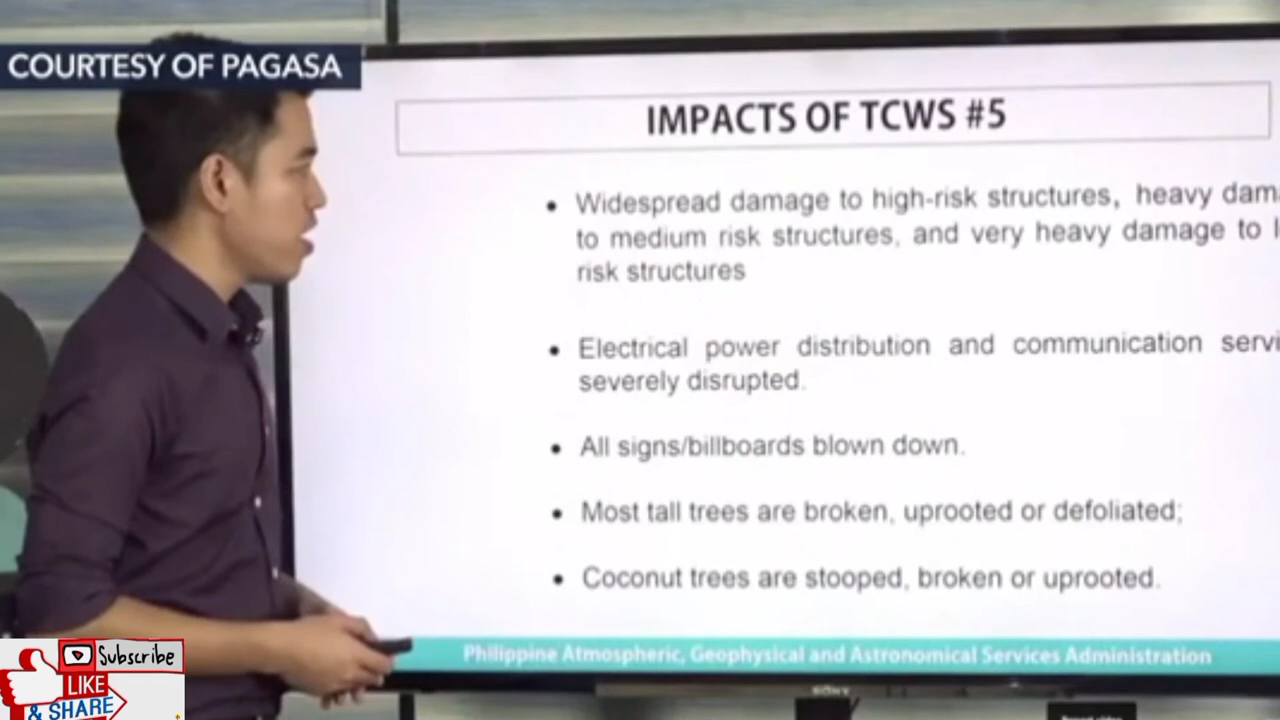 COURTESY OF PAGASA
IMPACTS OF TCWS #5
• Widespread damage to high-risk structures, heavy
to medium risk structures, and very heavy damage to
risk structures
• Electrical power distribution and communication
severely disrupted.
• All signs/billboards blown down.
• Most tall trees are broken, uprooted or defoliated;
• Coconut trees are stooped, broken or uprooted.
Philippine Atmospheric, Geophysical and Astronomical Services Administration
SONY
Subscribe
LIKE
& SHARE